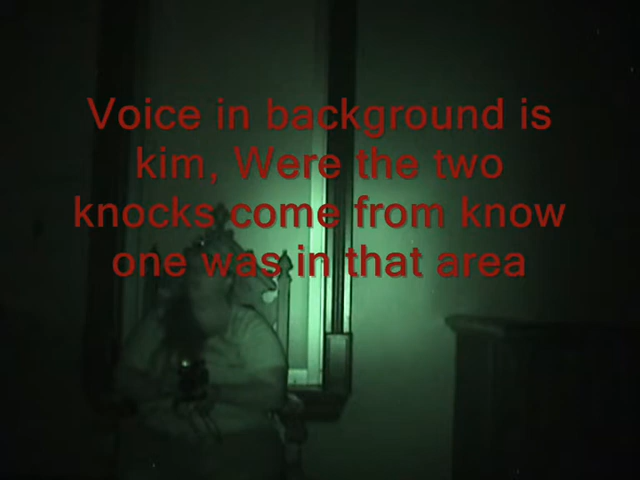 Voice in background is
kim, Were the two
knocks come from know
one was in that area